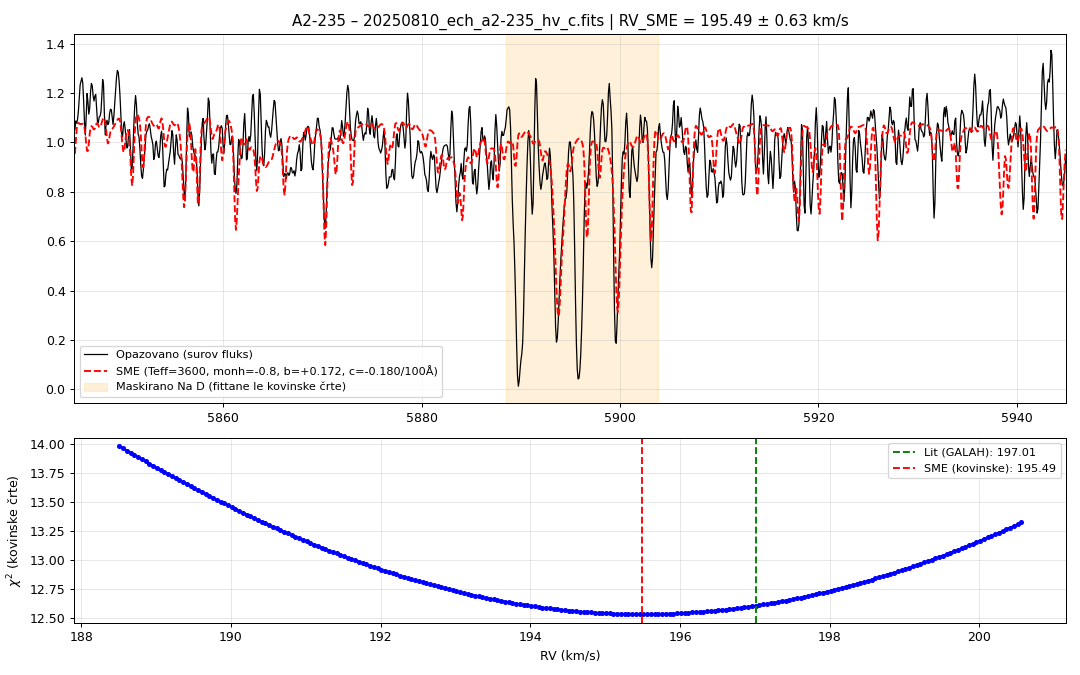 A2-235 – 20250810_ech_a2-235_hv_c.fits | RV_SME = 195.49 ± 0.63 km/s
1.4
1.2
1.0
0.8
0.6
0.4
0.2
0.0
Opazovano (surov fluks)
SME (Teff=3600, monh=-0.8, b=+0.172, c=-0.180/100Å)
Maskirano Na D (fittane le kovinske črte)
5860 5880 5900 5920 5940
14.00
13.75
13.50
13.25
13.00
12.75
12.50
χ² (kovinske črte)
Lit (GALAH): 197.01
SME (kovinske): 195.49
188 190 192 194 196 198 200
RV (km/s)